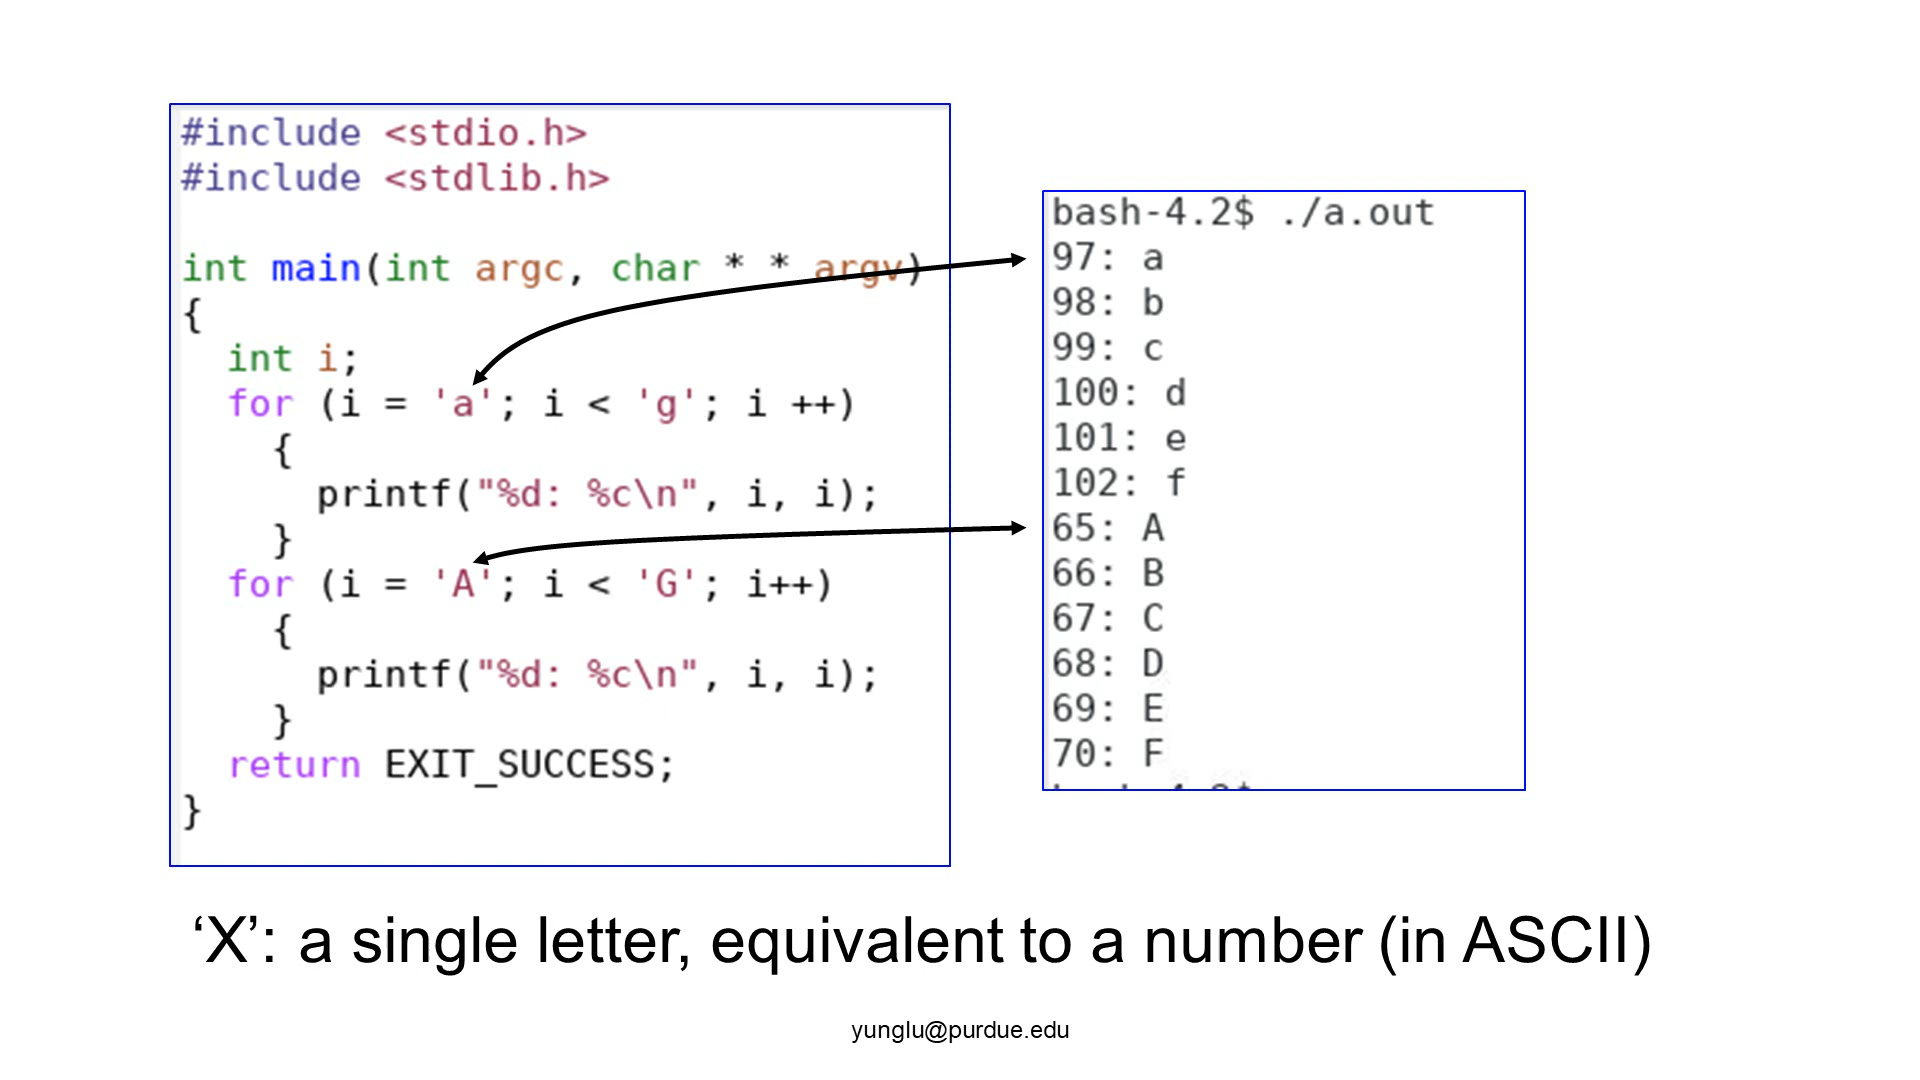 #include <stdio.h>
#include <stdlib.h>
int main(int argc, char * * argv)
{
int i;
for (i = 'a'; i < 'g'; i ++)
{
printf("%d: %c\n", i, i);
}
for (i = 'A'; i < 'G'; i++)
{
printf("%d: %c\n", i, i);
}
return EXIT_SUCCESS;
}
bash-4.2$ ./a.out
97: a
98: b
99: c
100: d
101: e
102: f
65: A
66: B
67: C
68: D
69: E
70: F
‘X’: a single letter, equivalent to a number (in ASCII)
yunglu@purdue.edu